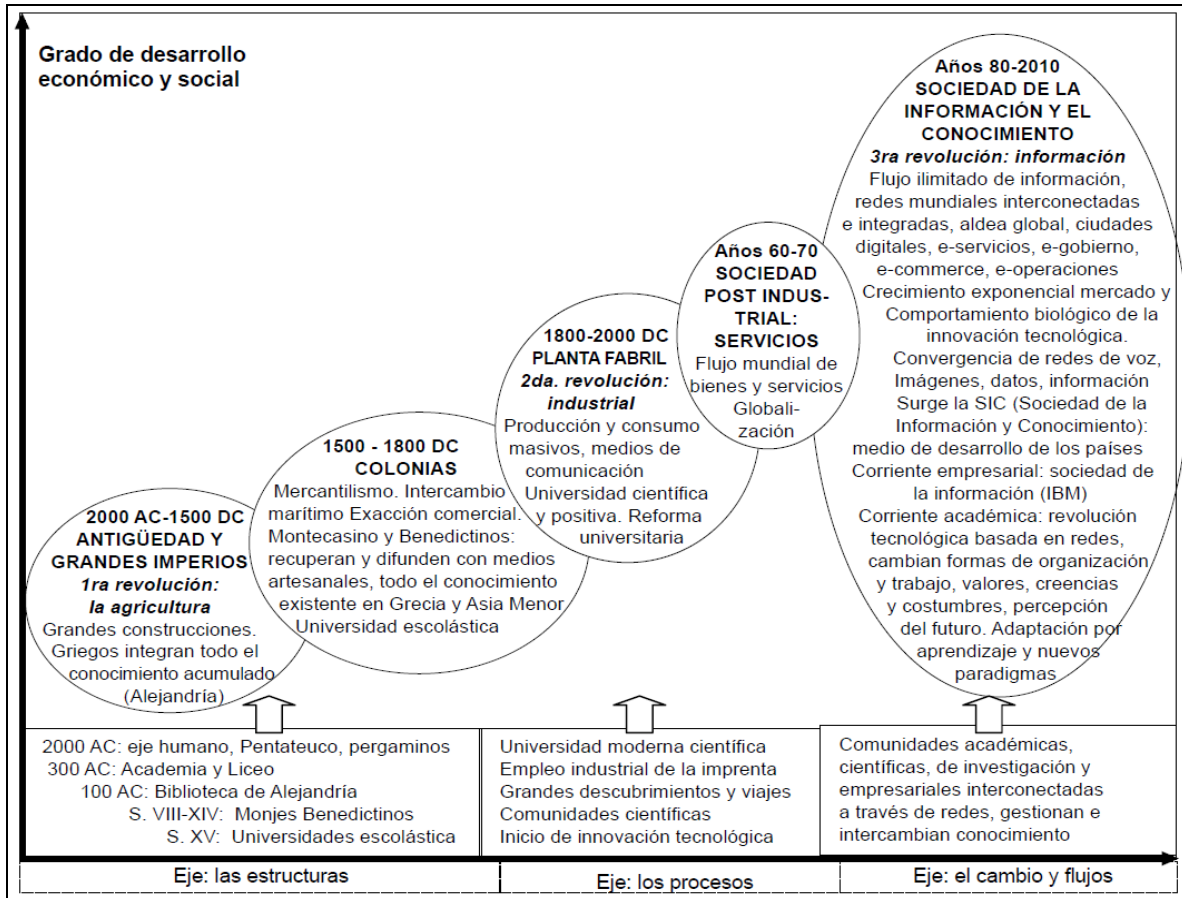 Grado de desarrollo
económico y social
2000 AC-1500 DC
ANTIGÜEDAD Y
GRANDES IMPERIOS
1ra revolución:
la agricultura
Grandes construcciones.
Griegos integran todo el
conocimiento acumulado
(Alejandría)
1500 - 1800 DC
COLONIAS
Mercantilismo. Intercambio
marítimo Exacción comercial.
Montecasino y Benedictinos:
recuperan y difunden con medios
artesanales, todo el conocimiento
existente en Grecia y Asia Menor
Universidad escolástica
1800-2000 DC
PLANTA FABRIL
2da. revolución:
industrial
Producción y consumo
masivos, medios de
comunicación
Universidad científica
y positiva. Reforma
universitaria
Años 60-70
SOCIEDAD
POST INDUS-
TRIAL:
SERVICIOS
Flujo mundial de
bienes y servicios
Globali-
zación
Años 80-2010
SOCIEDAD DE LA
INFORMACIÓN Y EL
CONOCIMIENTO
3ra revolución: información
Flujo ilimitado de información,
redes mundiales interconectadas
e integradas, aldea global, ciudades
digitales, e-servicios, e-gobierno,
e-commerce, e-operaciones
Crecimiento exponencial mercado y
Comportamiento biológico de la
innovación tecnológica.
Convergencia de redes de voz,
Imágenes, datos, información
Surge la SIC (Sociedad de la
Información y Conocimiento):
medio de desarrollo de los países
Corriente empresarial: sociedad de
la información (IBM)
Corriente académica: revolución
tecnológica basada en redes,
cambian formas de organización
y trabajo, valores, creencias
y costumbres, percepción
del futuro. Adaptación por
aprendizaje y nuevos
paradigmas
2000 AC: eje humano, Pentateuco, pergaminos
300 AC: Academia y Liceo
100 AC: Biblioteca de Alejandría
S. VIII-XIV: Monjes Benedictinos
S. XV: Universidades escolástica
Universidad moderna científica
Empleo industrial de la imprenta
Grandes descubrimientos y viajes
Comunidades científicas
Inicio de innovación tecnológica
Comunidades académicas,
científicas, de investigación y
empresariales interconectadas
a través de redes, gestionan e
intercambian conocimiento
Eje: las estructuras
Eje: los procesos
Eje: el cambio y flujos